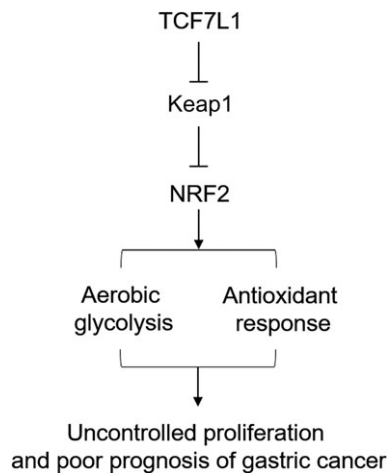 TCF7L1
Keap1
NRF2
Aerobic
glycolysis
Antioxidant
response
Uncontrolled proliferation
and poor prognosis of gastric cancer